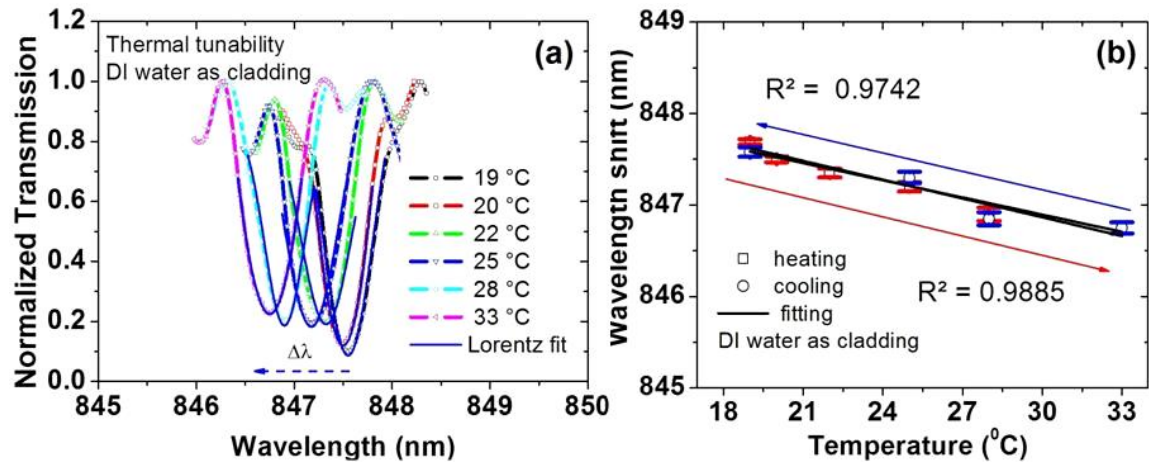 Thermal tunability
DI water as cladding
(a)
Normalized Transmission
1.2
1.0
0.8
0.6
0.4
0.2
0.0
19 °C
20 °C
22 °C
25 °C
28 °C
33 °C
Lorentz fit
Δλ
845 846 847 848 849 850
Wavelength (nm)
(b)
Wavelength shift (nm)
849
848
847
846
845
R² = 0.9742
heating
cooling
fitting
R² = 0.9885
DI water as cladding
18 21 24 27 30 33
Temperature (⁰C)